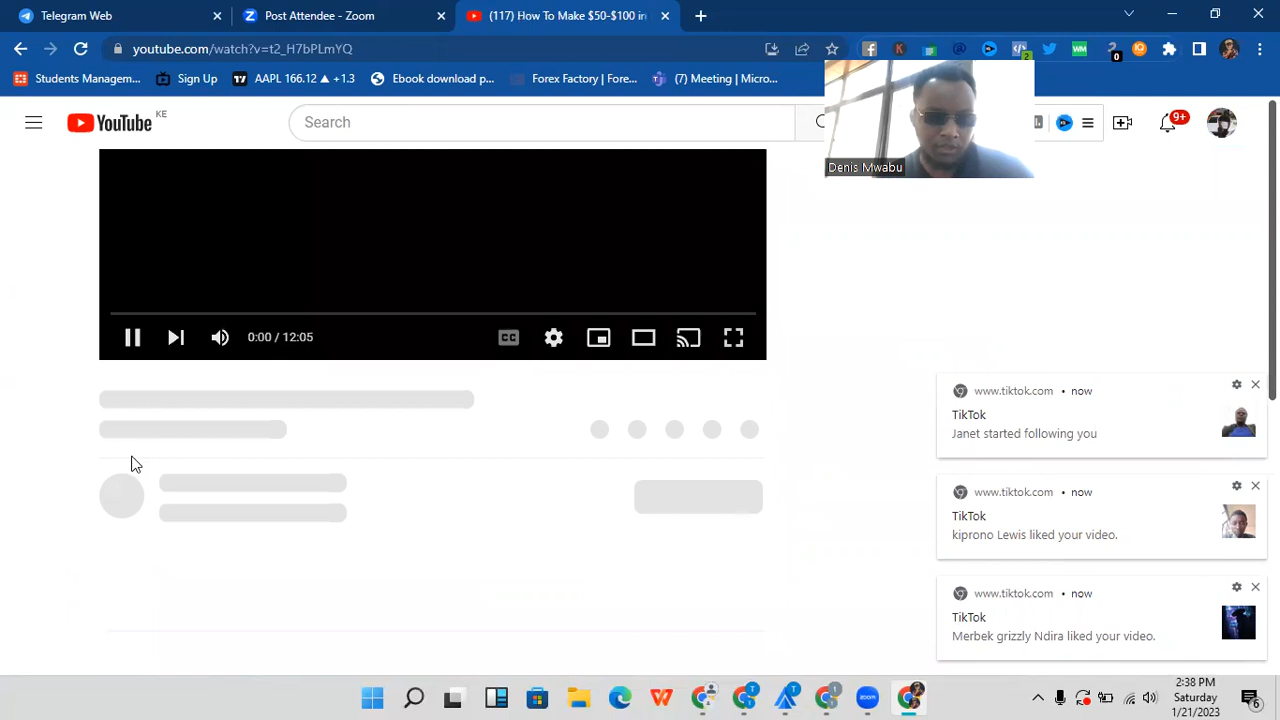 Telegram Web
Post Attendee - Zoom
(117) How To Make $50-$100 in
youtube.com/watch?v=t2_H7bPLmYQ
Students Managem...
Sign Up
AAPL 166.12 ▲ +1.3
Ebook download p...
Forex Factory | Fore...
(7) Meeting | Micro...
YouTube KE
Search
9+
Denis Mwabu
0:00 / 12:05
CC
www.tiktok.com • now
TikTok
Janet started following you
www.tiktok.com • now
TikTok
kiprono Lewis liked your video.
www.tiktok.com • now
TikTok
Merbek grizzly Ndira liked your video.
2:38 PM
Saturday
1/21/2023
6